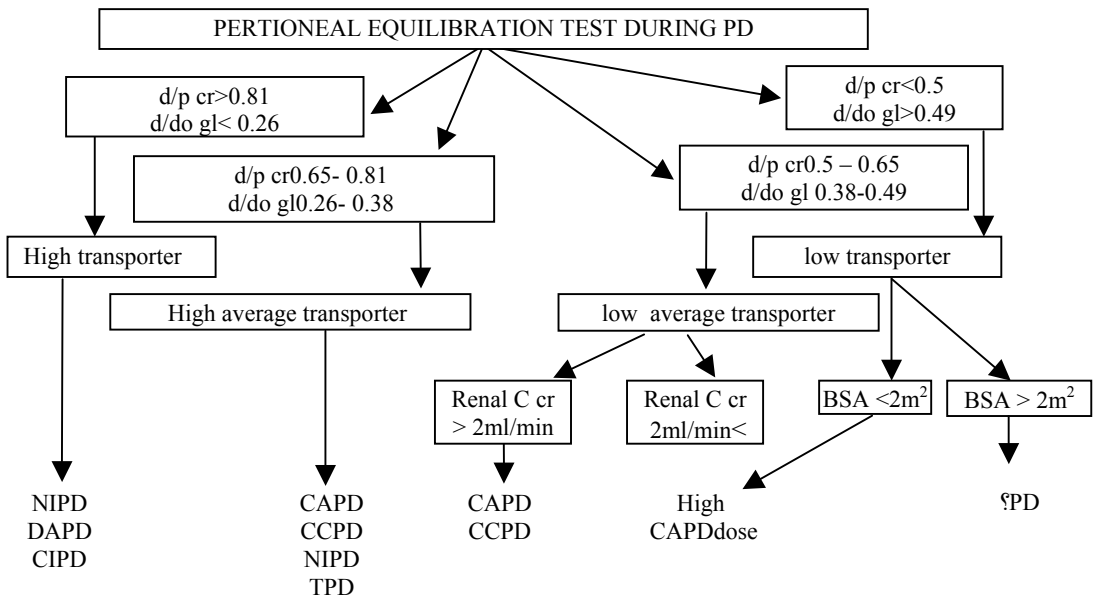 PERTIONEAL EQUILIBRATION TEST DURING PD
d/p cr>0.81
d/do gl< 0.26
d/p cr<0.5
d/do gl>0.49
d/p cr0.65- 0.81
d/do gl0.26- 0.38
d/p cr0.5 – 0.65
d/do gl 0.38-0.49
High transporter
low transporter
High average transporter
low average transporter
Renal C cr
> 2ml/min
Renal C cr
2ml/min<
BSA <2m²
BSA > 2m²
NIPD
DAPD
CIPD
CAPD
CCPD
NIPD
TPD
CAPD
CCPD
High
CAPDdose
؟PD